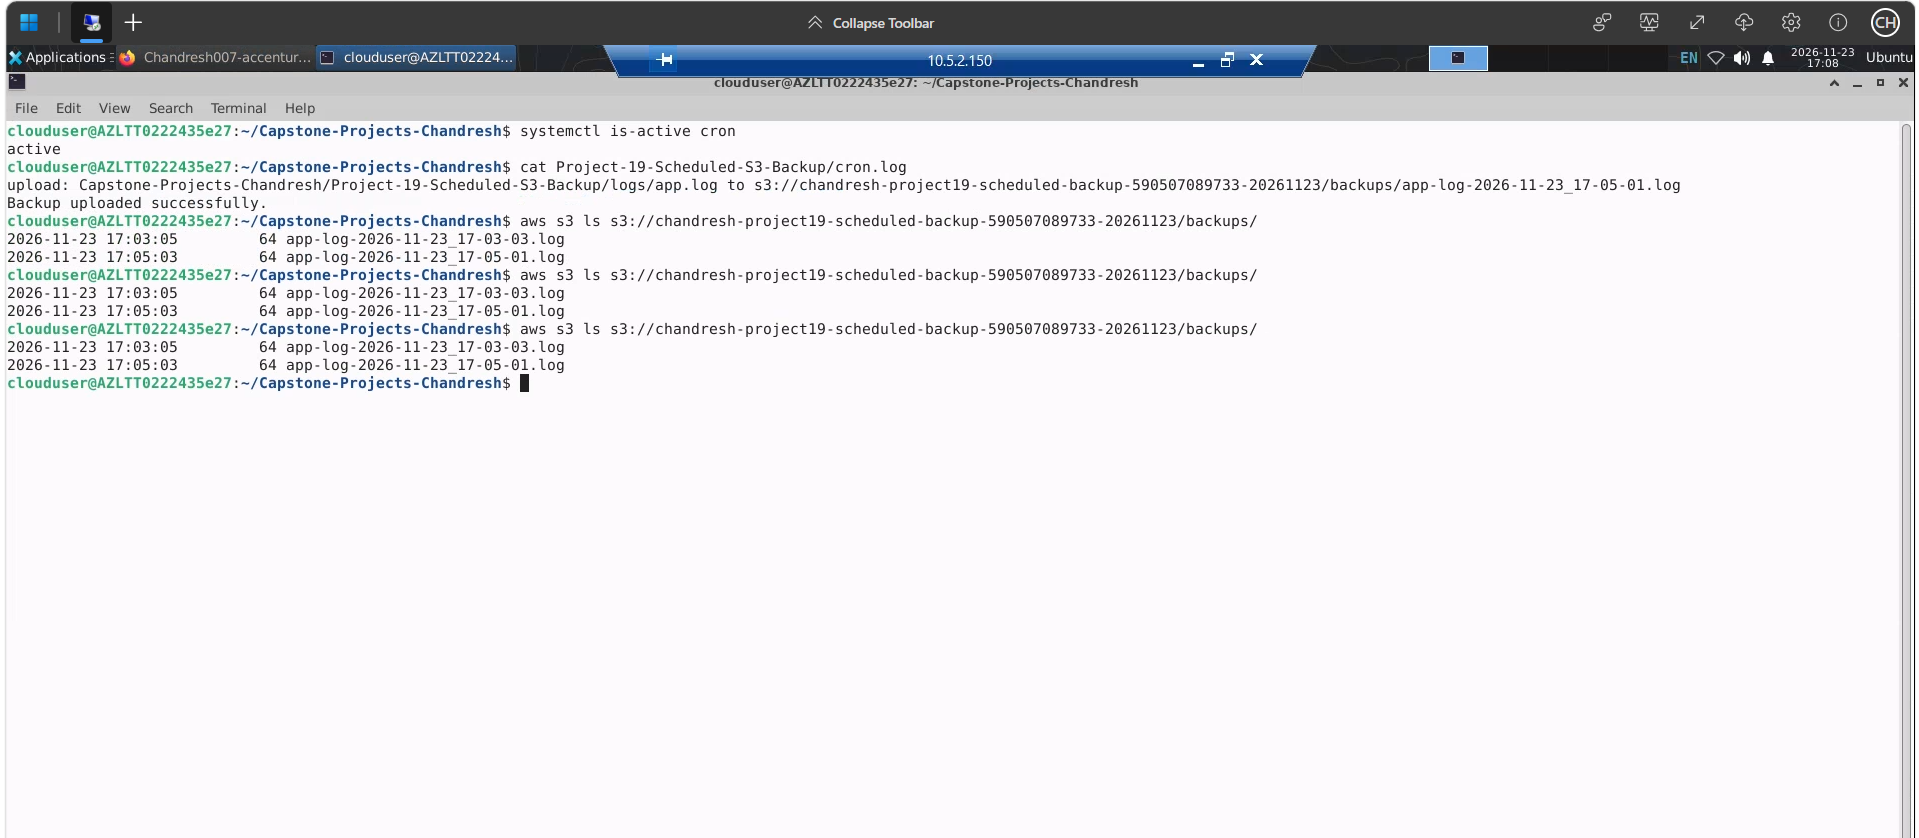 Collapse Toolbar
CH
Applications
Chandresh007-accentur...
clouduser@AZLTT02224...
10.5.2.150
EN
2026-11-23
17:08
Ubuntu
clouduser@AZLTT0222435e27: ~/Capstone-Projects-Chandresh
File Edit View Search Terminal Help
clouduser@AZLTT0222435e27:~/Capstone-Projects-Chandresh$ systemctl is-active cron
active
clouduser@AZLTT0222435e27:~/Capstone-Projects-Chandresh$ cat Project-19-Scheduled-S3-Backup/cron.log
upload: Capstone-Projects-Chandresh/Project-19-Scheduled-S3-Backup/logs/app.log to s3://chandresh-project19-scheduled-backup-590507089733-20261123/backups/app-log-2026-11-23_17-05-01.log
Backup uploaded successfully.
clouduser@AZLTT0222435e27:~/Capstone-Projects-Chandresh$ aws s3 ls s3://chandresh-project19-scheduled-backup-590507089733-20261123/backups/
2026-11-23 17:03:05         64 app-log-2026-11-23_17-03-03.log
2026-11-23 17:05:03         64 app-log-2026-11-23_17-05-01.log
clouduser@AZLTT0222435e27:~/Capstone-Projects-Chandresh$ aws s3 ls s3://chandresh-project19-scheduled-backup-590507089733-20261123/backups/
2026-11-23 17:03:05         64 app-log-2026-11-23_17-03-03.log
2026-11-23 17:05:03         64 app-log-2026-11-23_17-05-01.log
clouduser@AZLTT0222435e27:~/Capstone-Projects-Chandresh$ aws s3 ls s3://chandresh-project19-scheduled-backup-590507089733-20261123/backups/
2026-11-23 17:03:05         64 app-log-2026-11-23_17-03-03.log
2026-11-23 17:05:03         64 app-log-2026-11-23_17-05-01.log
clouduser@AZLTT0222435e27:~/Capstone-Projects-Chandresh$